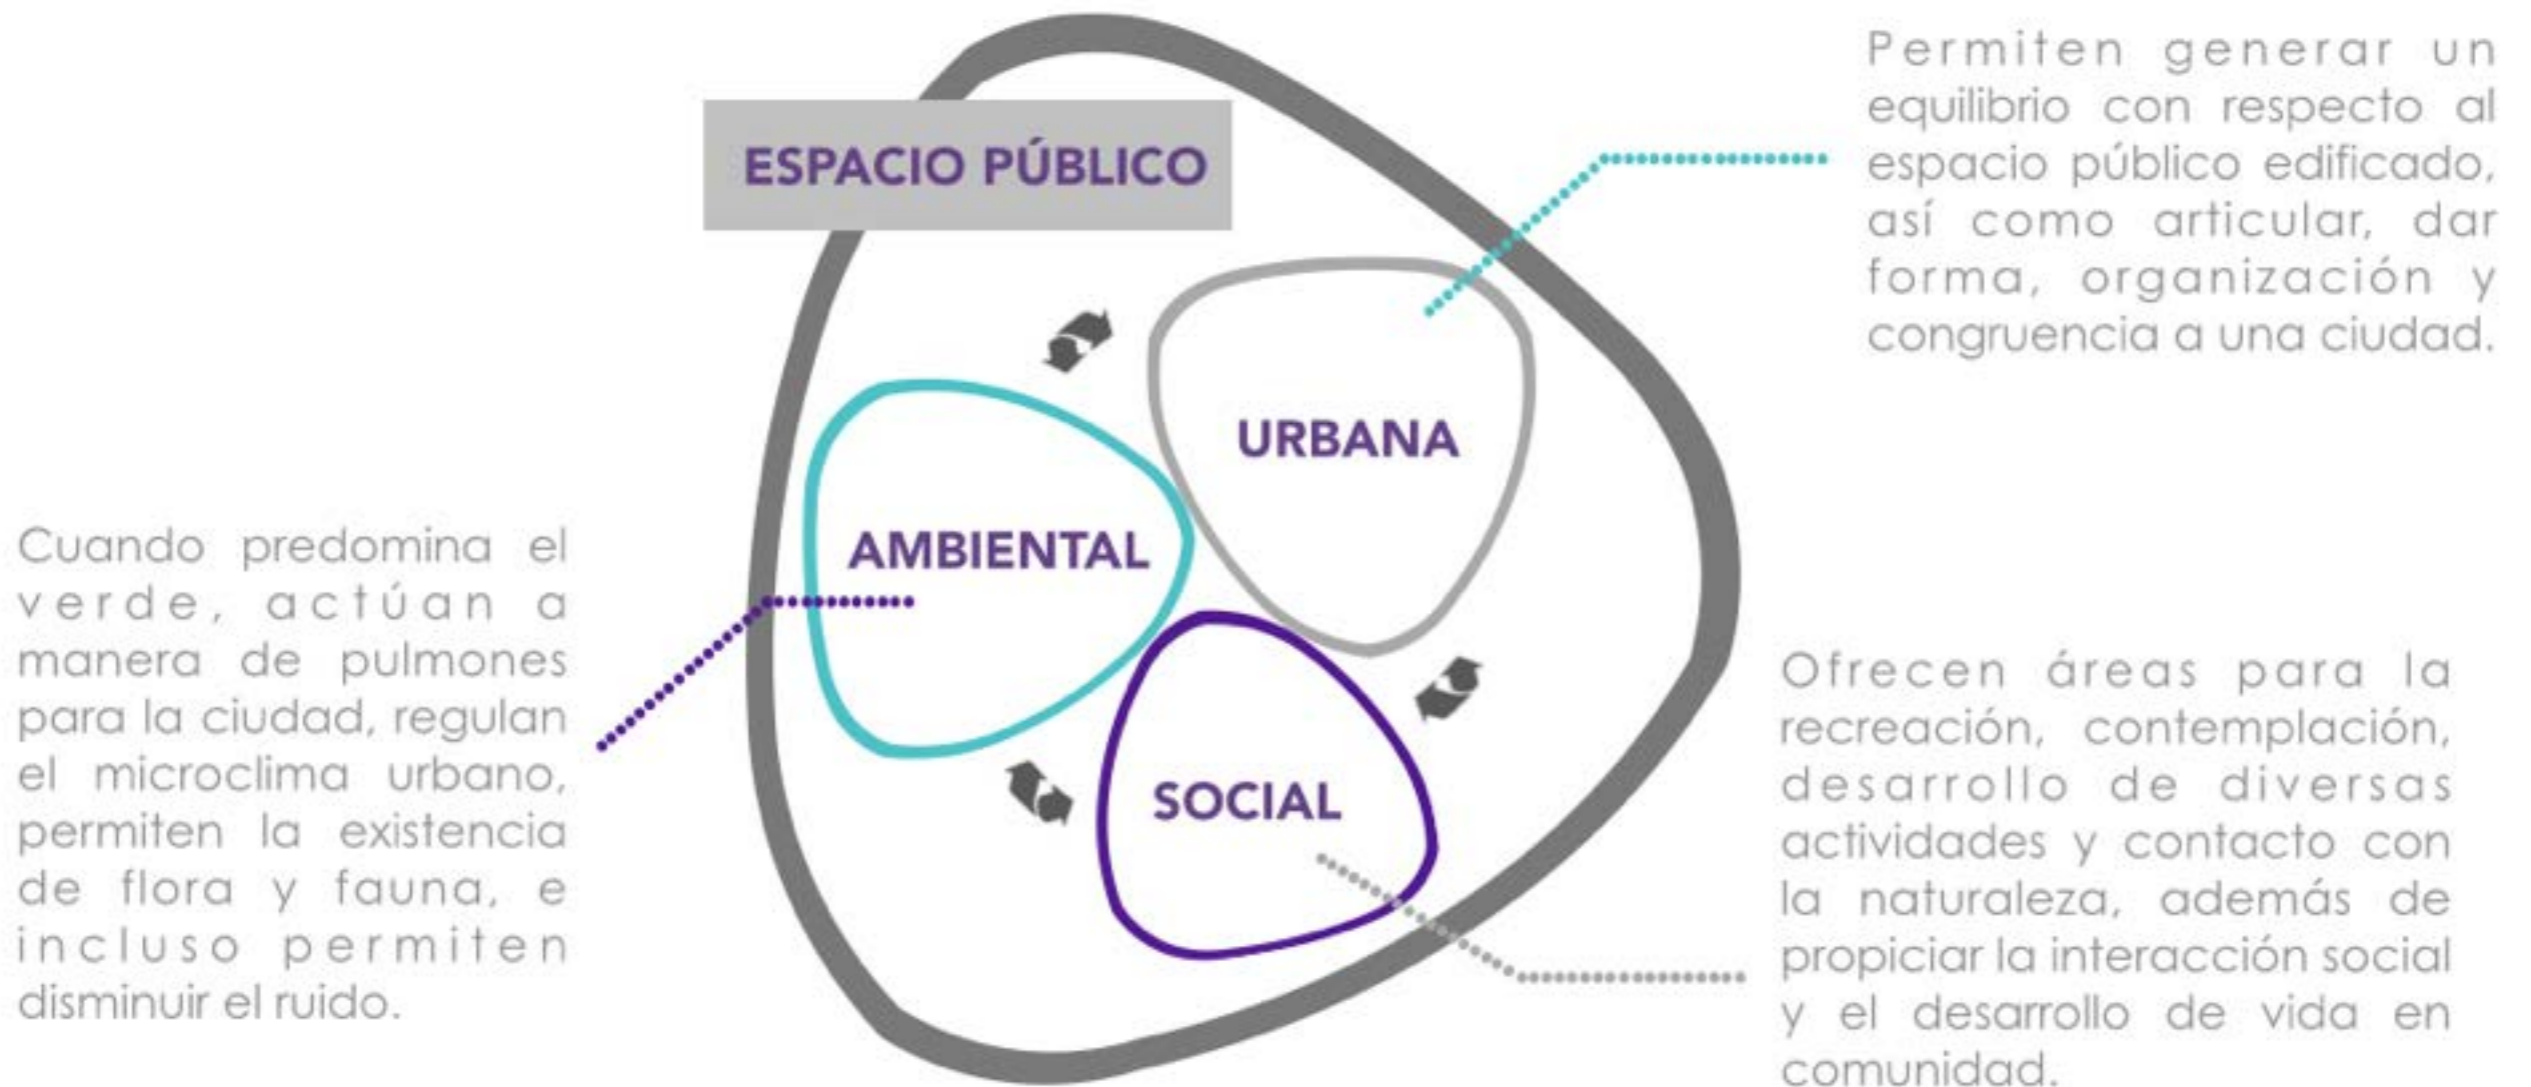 ESPACIO PÚBLICO
Permiten generar un
equilibrio con respecto al
espacio público edificado,
así como articular, dar
forma, organización y
congruencia a una ciudad.
URBANA
AMBIENTAL
Cuando predomina el
verde, actúan a
manera de pulmones
para la ciudad, regulan
el microclima urbano,
permiten la existencia
de flora y fauna, e
incluso permiten
disminuir el ruido.
SOCIAL
Ofrecen áreas para la
recreación, contemplación,
desarrollo de diversas
actividades y contacto con
la naturaleza, además de
propiciar la interacción social
y el desarrollo de vida en
comunidad.